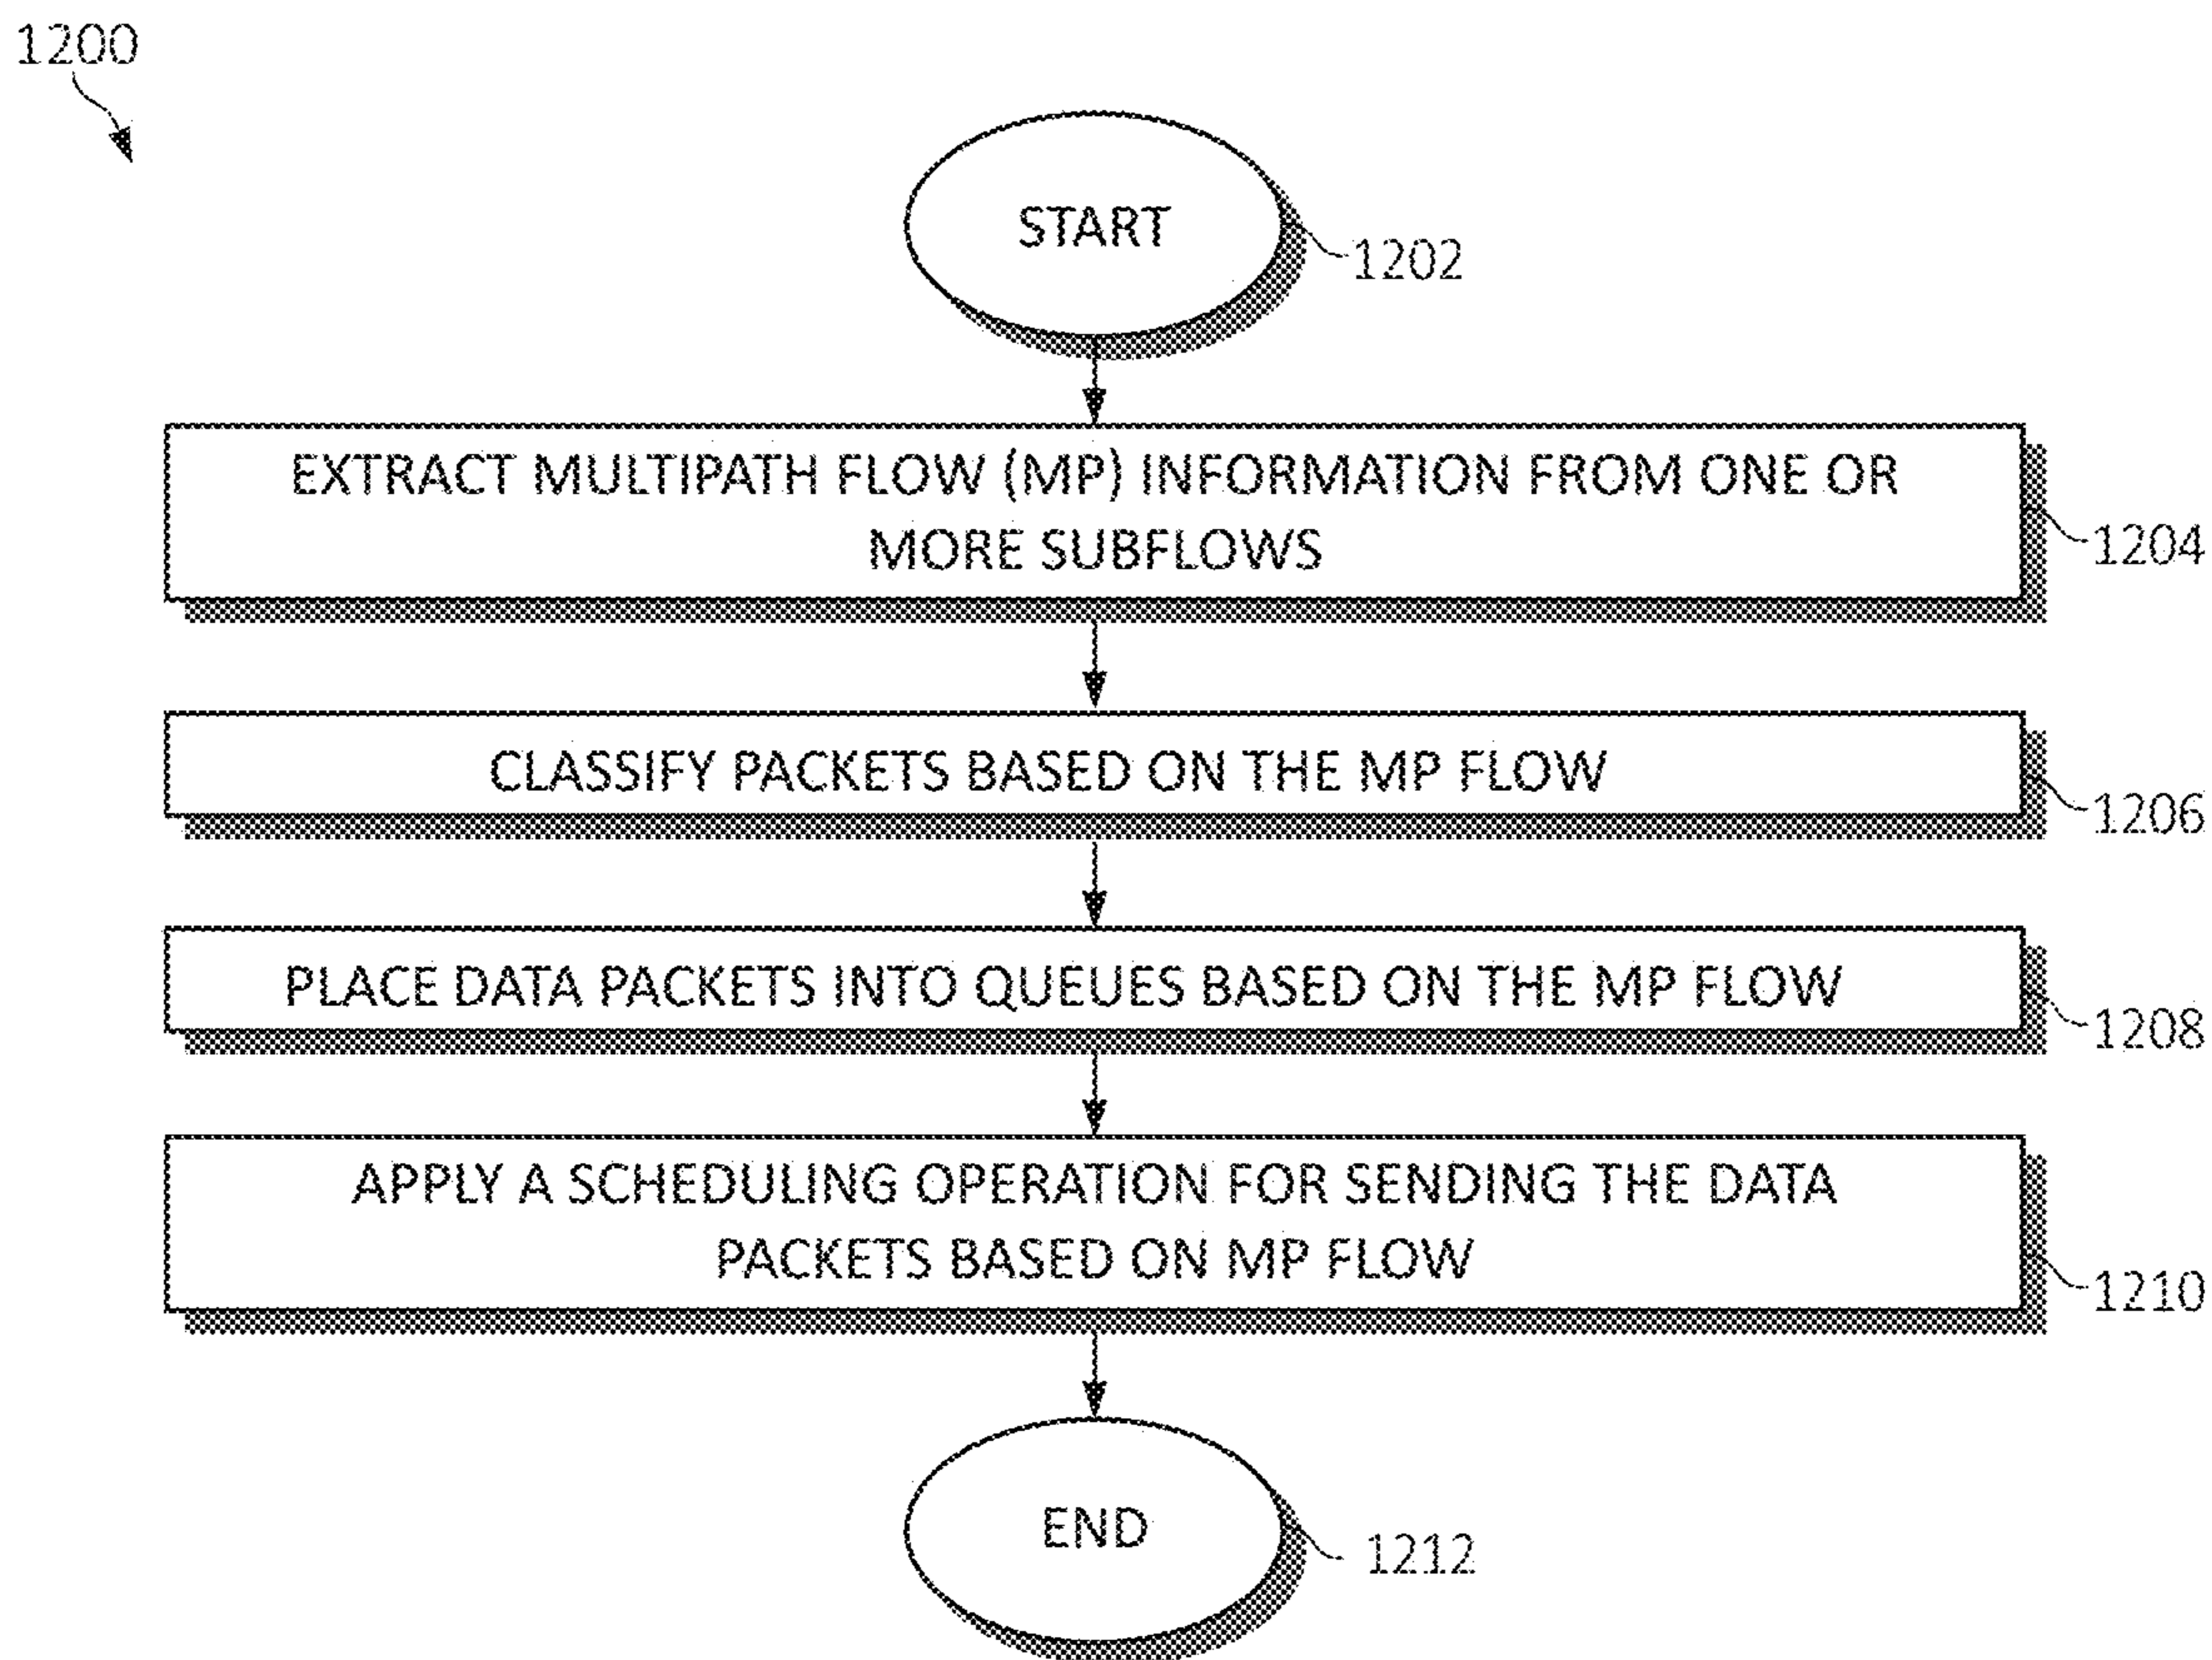 1200
START
1202
EXTRACT MULTIPATH FLOW (MP) INFORMATION FROM ONE OR
MORE SUBFLOWS
1204
CLASSIFY PACKETS BASED ON THE MP FLOW
1206
PLACE DATA PACKETS INTO QUEUES BASED ON THE MP FLOW
1208
APPLY A SCHEDULING OPERATION FOR SENDING THE DATA
PACKETS BASED ON MP FLOW
1210
END
1212